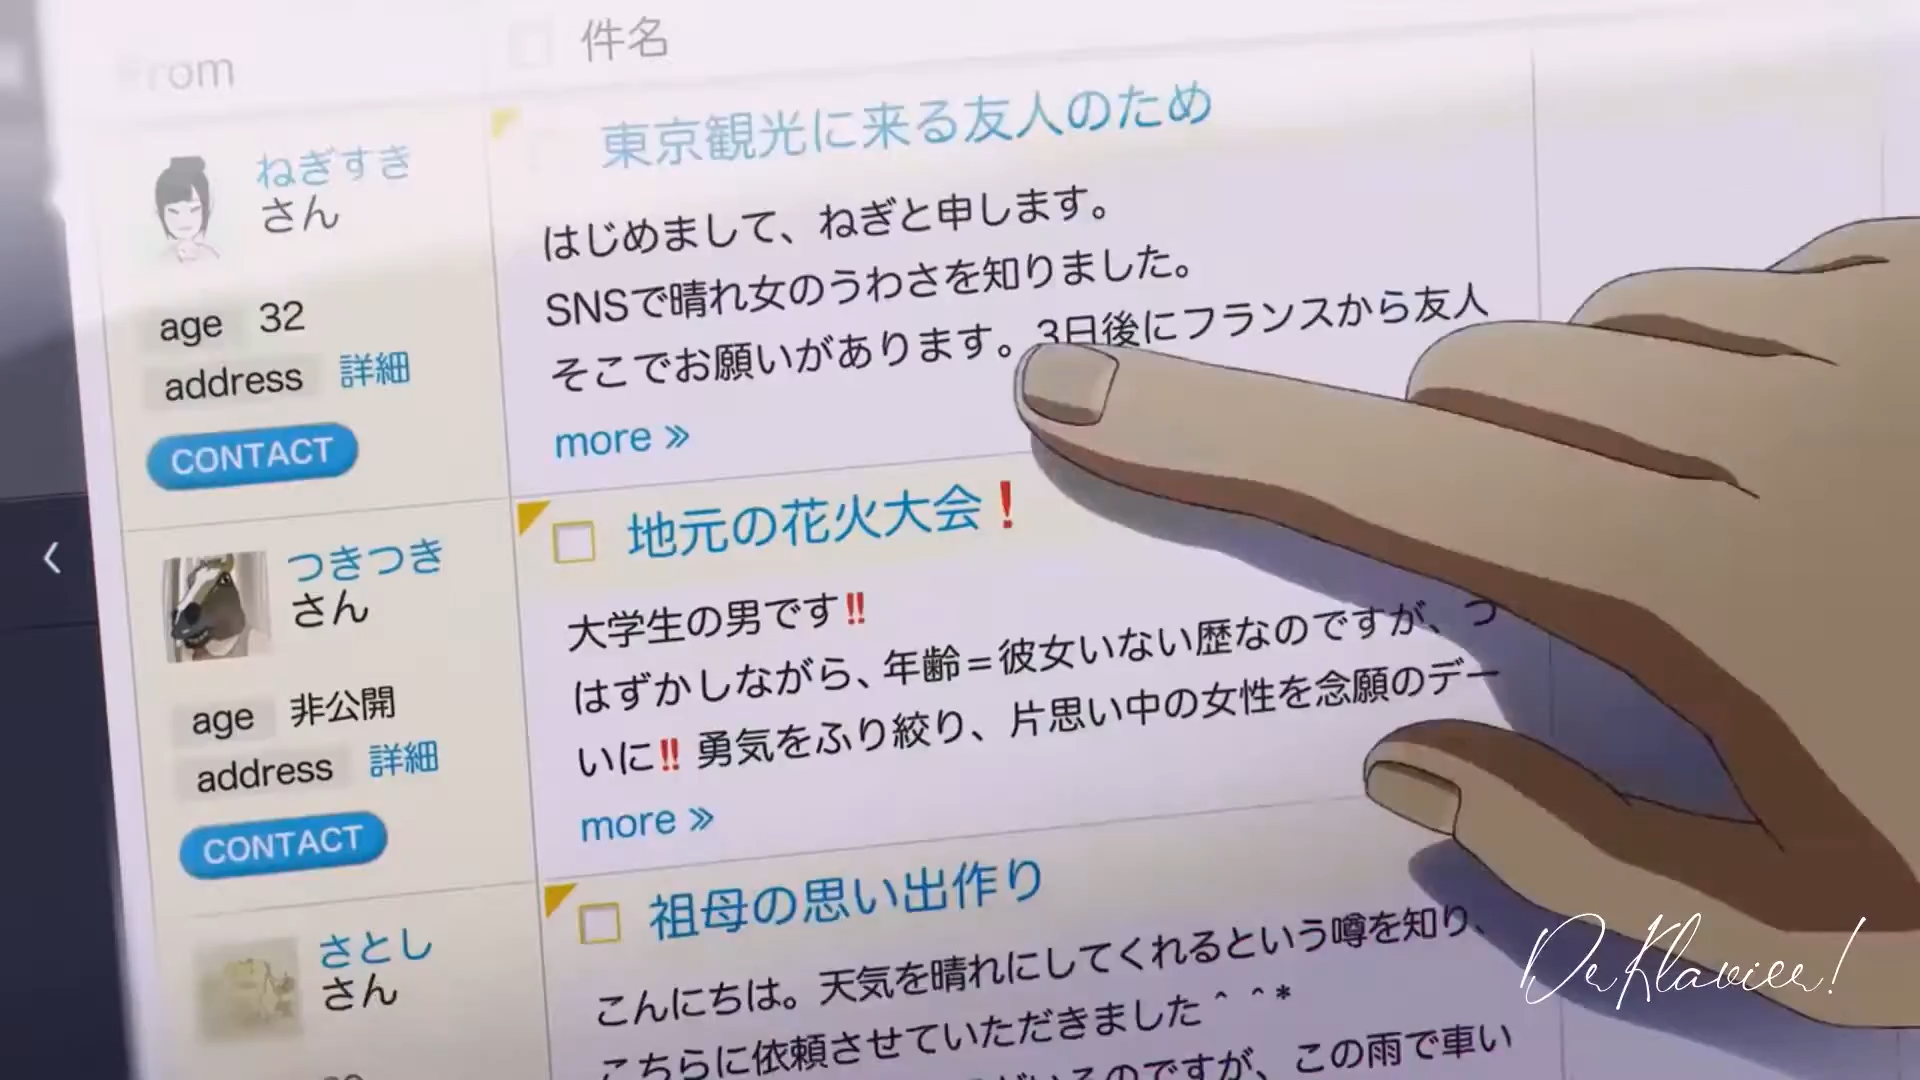 From
件名
ねぎすき
さん
age 32
address 詳細
CONTACT
東京観光に来る友人のため
はじめまして、ねぎと申します。
SNSで晴れ女のうわさを知りました。
そこでお願いがあります。3日後にフランスから友人
more »
つきつき
さん
age 非公開
address 詳細
CONTACT
地元の花火大会❗
大学生の男です‼
はずかしながら、年齢=彼女いない歴なのですが、つ
いに‼勇気をふり絞り、片思い中の女性を念願のデー
more »
さとし
さん
祖母の思い出作り
こんにちは。天気を晴れにしてくれるという噂を知り、
こちらに依頼させていただきました^ ^*
いるのですが、この雨で車い
DrKlavier!